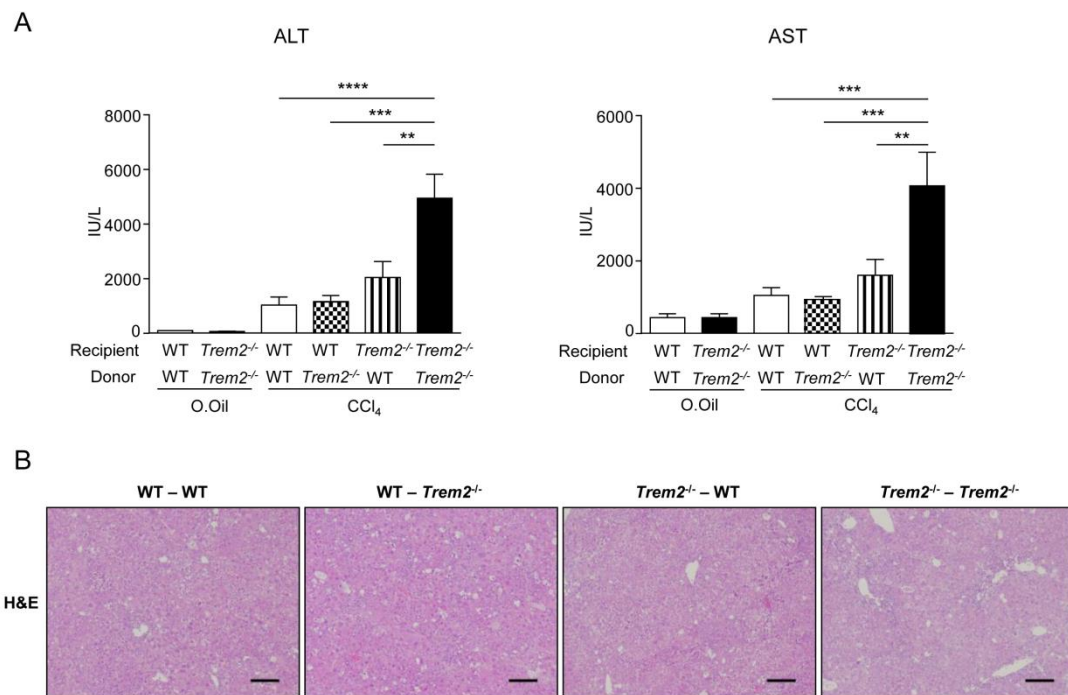 A
ALT
AST
****
***
**
***
***
**
8000
6000
4000
2000
0
IU/L
6000
4000
2000
0
IU/L
Recipient WT Trem2-/- WT WT Trem2-/- Trem2-/-
Donor WT Trem2-/- WT Trem2-/- WT Trem2-/-
O.Oil CCl4
Recipient WT Trem2-/- WT WT Trem2-/- Trem2-/-
Donor WT Trem2-/- WT Trem2-/- WT Trem2-/-
O.Oil CCl4
B
WT – WT WT – Trem2-/- Trem2-/- – WT Trem2-/- – Trem2-/-
H&E